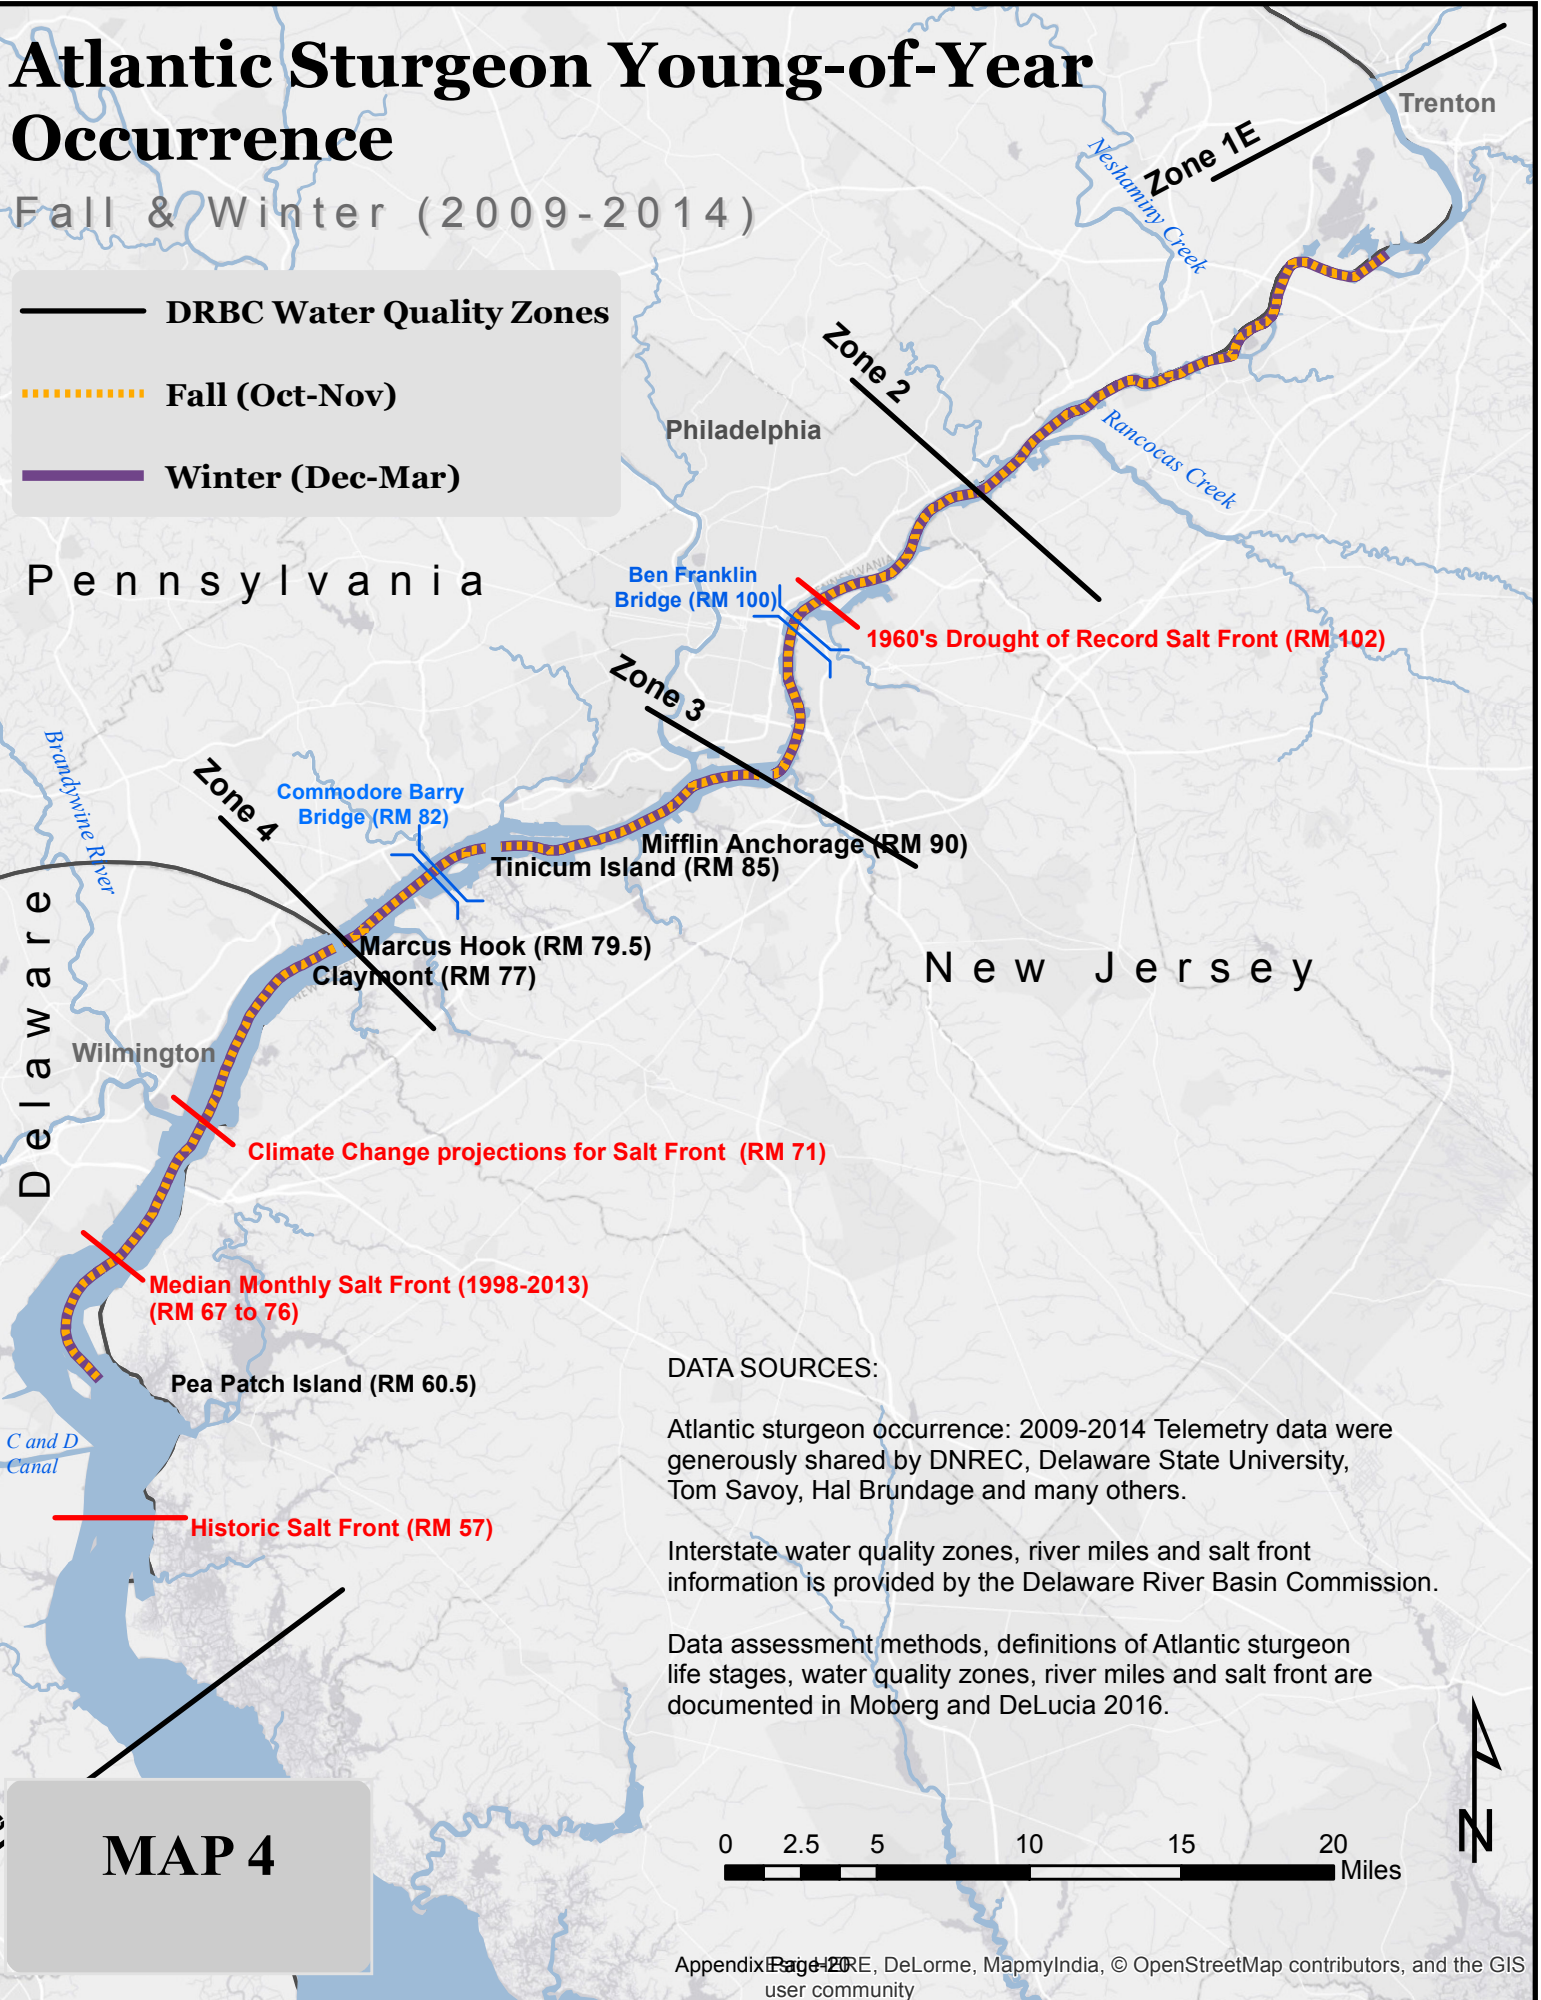 Atlantic Sturgeon Young-of-Year
Occurrence
Fall & Winter (2009-2014)
DRBC Water Quality Zones
Fall (Oct-Nov)
Winter (Dec-Mar)
Trenton
Zone 1E
Neshaminy Creek
Zone 2
Philadelphia
Rancocas Creek
Pennsylvania
Ben Franklin
Bridge (RM 100)
1960's Drought of Record Salt Front (RM 102)
Zone 3
Brandywine River
Zone 4
Commodore Barry
Bridge (RM 82)
Mifflin Anchorage (RM 90)
Tinicum Island (RM 85)
Delaware
Marcus Hook (RM 79.5)
Claymont (RM 77)
New Jersey
Wilmington
Climate Change projections for Salt Front (RM 71)
Median Monthly Salt Front (1998-2013)
(RM 67 to 76)
Pea Patch Island (RM 60.5)
C and D
Canal
Historic Salt Front (RM 57)
DATA SOURCES:
Atlantic sturgeon occurrence: 2009-2014 Telemetry data were
generously shared by DNREC, Delaware State University,
Tom Savoy, Hal Brundage and many others.
Interstate water quality zones, river miles and salt front
information is provided by the Delaware River Basin Commission.
Data assessment methods, definitions of Atlantic sturgeon
life stages, water quality zones, river miles and salt front are
documented in Moberg and DeLucia 2016.
MAP 4
0 2.5 5 10 15 20
Miles
N
Appendix Page-20
Esri, HERE, DeLorme, MapmyIndia, © OpenStreetMap contributors, and the GIS
user community